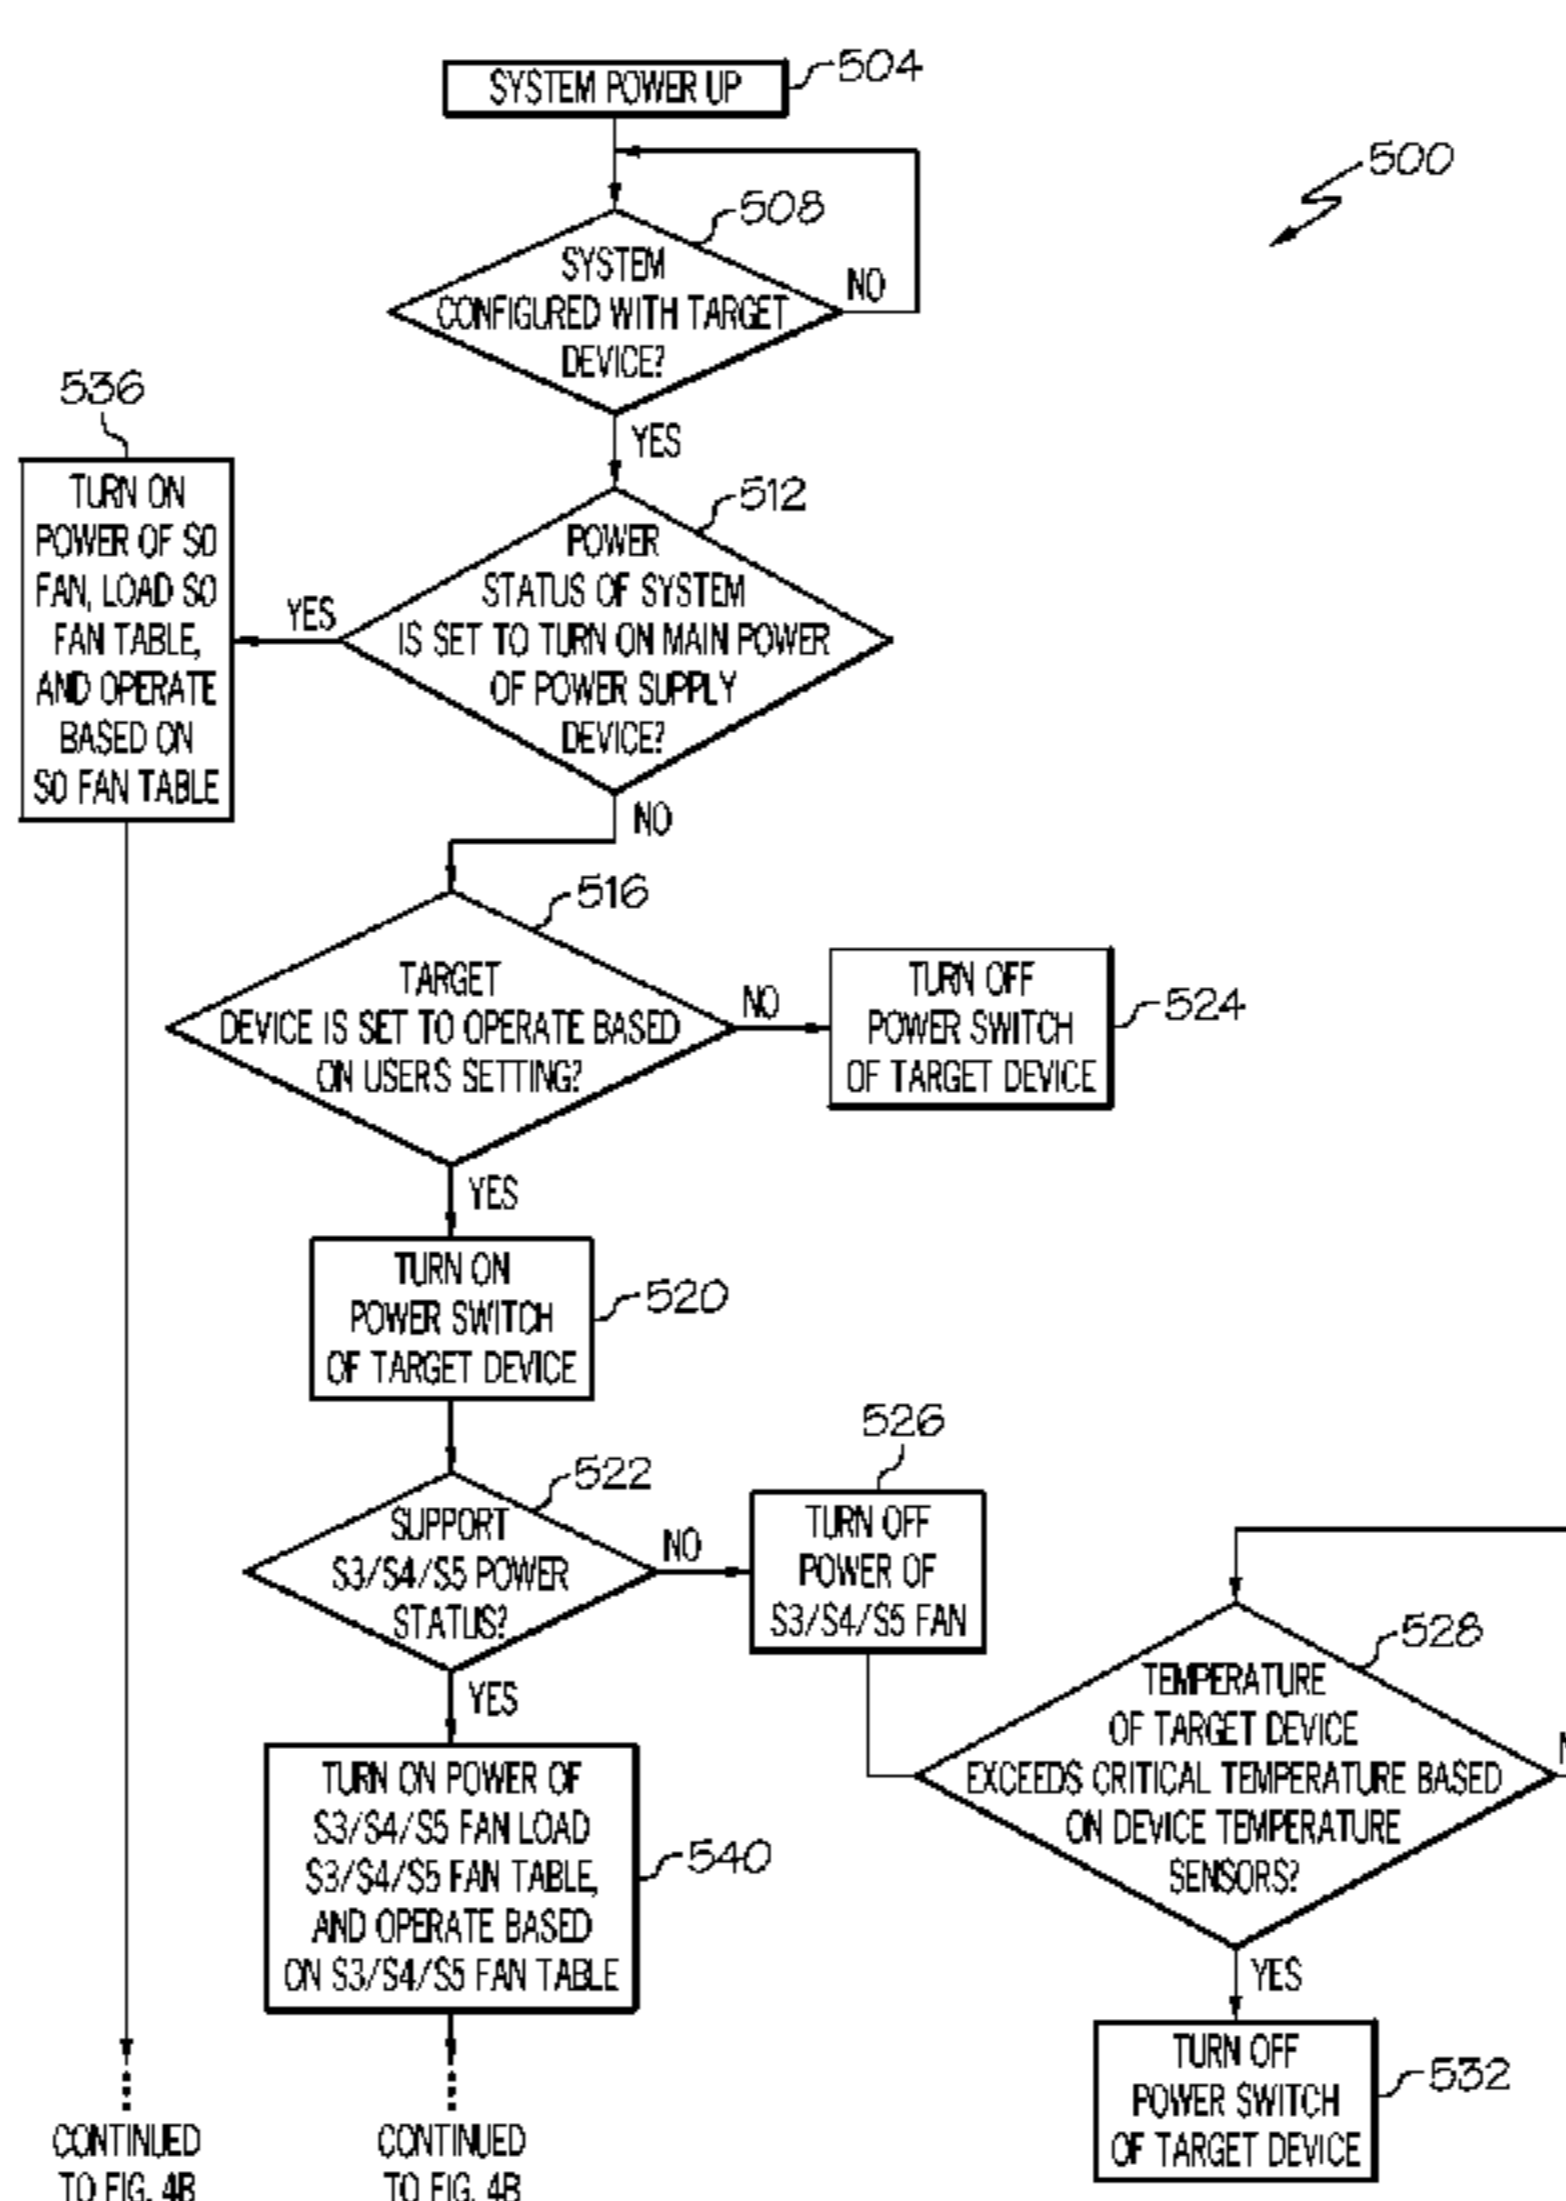 SYSTEM POWER UP
504
500
508
SYSTEM
CONFIGURED WITH TARGET
DEVICE?
NO
YES
536
TURN ON
POWER OF S0
FAN, LOAD S0
FAN TABLE,
AND OPERATE
BASED ON
S0 FAN TABLE
512
POWER
STATUS OF SYSTEM
IS SET TO TURN ON MAIN POWER
OF POWER SUPPLY
DEVICE?
YES
NO
516
TARGET
DEVICE IS SET TO OPERATE BASED
ON USERS SETTING?
NO
TURN OFF
POWER SWITCH
OF TARGET DEVICE
524
YES
TURN ON
POWER SWITCH
OF TARGET DEVICE
520
522
SUPPORT
S3/S4/S5 POWER
STATUS?
NO
526
TURN OFF
POWER OF
S3/S4/S5 FAN
YES
528
TEMPERATURE
OF TARGET DEVICE
EXCEEDS CRITICAL TEMPERATURE BASED
ON DEVICE TEMPERATURE
SENSORS?
TURN ON POWER OF
S3/S4/S5 FAN LOAD
S3/S4/S5 FAN TABLE,
AND OPERATE BASED
ON S3/S4/S5 FAN TABLE
540
YES
TURN OFF
POWER SWITCH
OF TARGET DEVICE
532
CONTINUED
TO FIG. 4B
CONTINUED
TO FIG. 4B